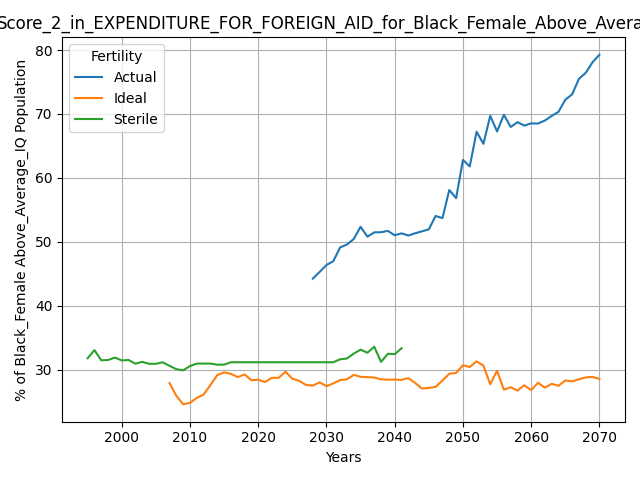 Score_2_in_EXPENDITURE_FOR_FOREIGN_AID_for_Black_Female_Above_Avera
% of Black_Female Above_Average_IQ Population
Fertility
Actual
Ideal
Sterile
80
70
60
50
40
30
2000
2010
2020
2030
2040
2050
2060
2070
Years